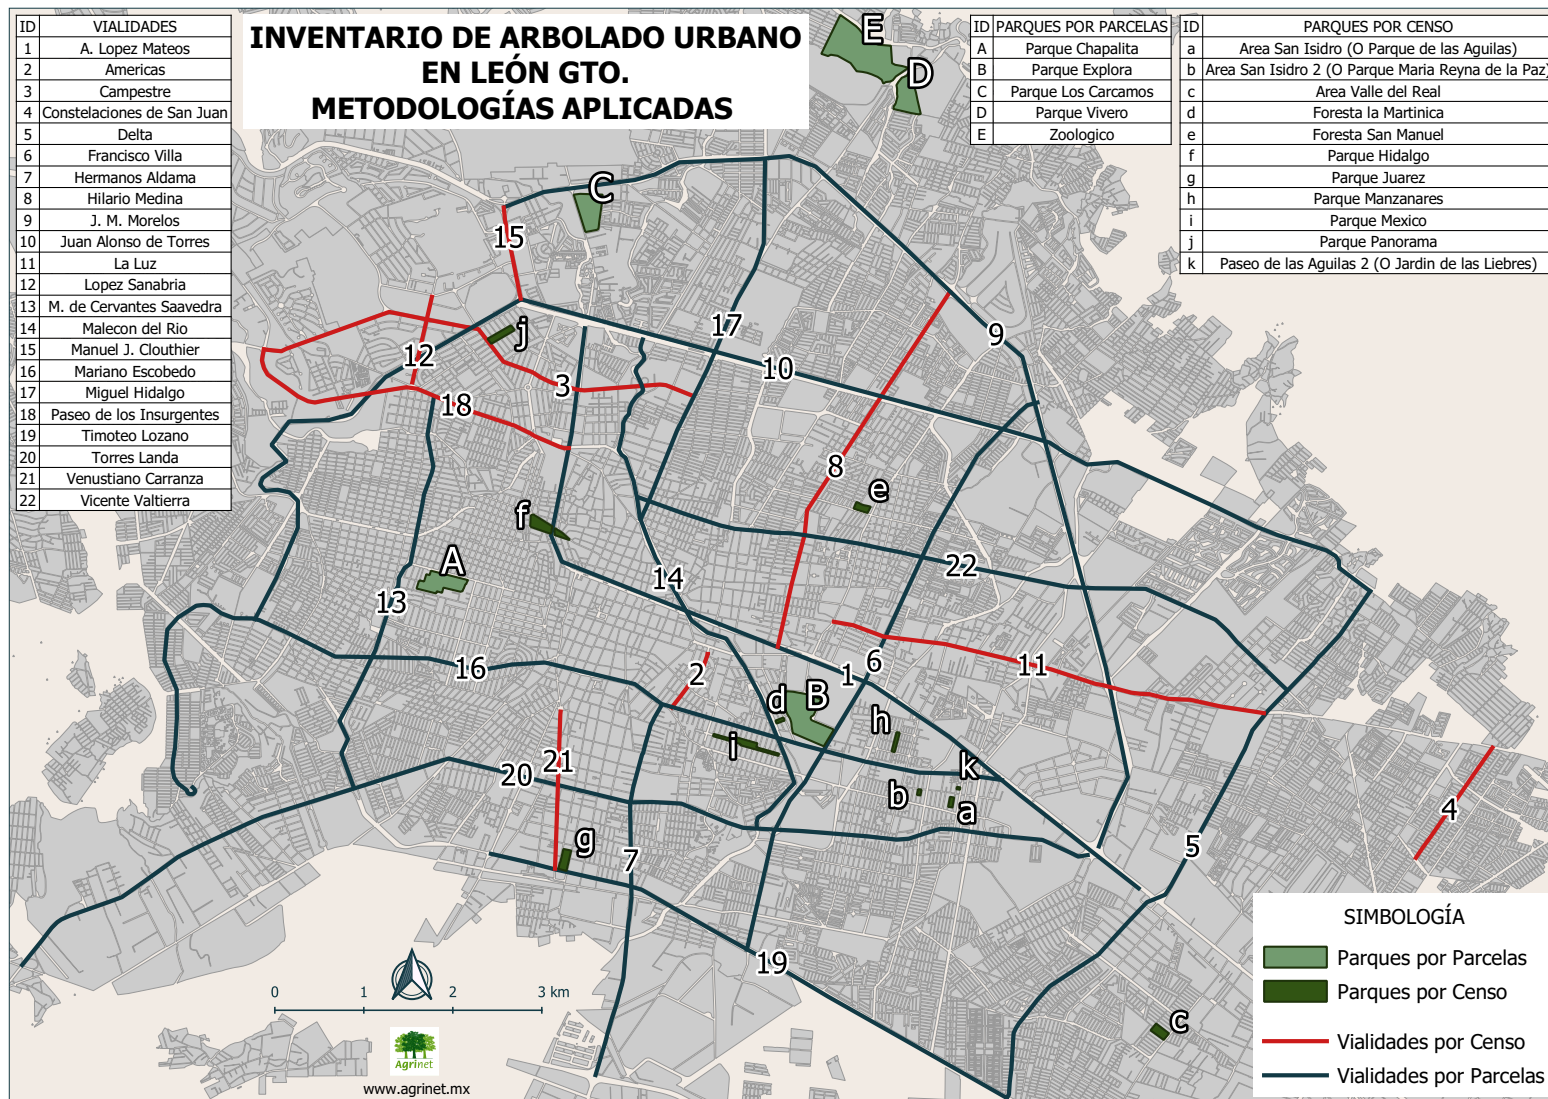 INVENTARIO DE ARBOLADO URBANO
EN LEÓN GTO.
METODOLOGÍAS APLICADAS
ID VIALIDADES
1 A. Lopez Mateos
2 Americas
3 Campestre
4 Constelaciones de San Juan
5 Delta
6 Francisco Villa
7 Hermanos Aldama
8 Hilario Medina
9 J. M. Morelos
10 Juan Alonso de Torres
11 La Luz
12 Lopez Sanabria
13 M. de Cervantes Saavedra
14 Malecon del Rio
15 Manuel J. Clouthier
16 Mariano Escobedo
17 Miguel Hidalgo
18 Paseo de los Insurgentes
19 Timoteo Lozano
20 Torres Landa
21 Venustiano Carranza
22 Vicente Valtierra
ID PARQUES POR PARCELAS
A Parque Chapalita
B Parque Explora
C Parque Los Carcamos
D Parque Vivero
E Zoologico
ID PARQUES POR CENSO
a Area San Isidro (O Parque de las Aguilas)
b Area San Isidro 2 (O Parque Maria Reyna de la Paz)
c Area Valle del Real
d Foresta la Martinica
e Foresta San Manuel
f Parque Hidalgo
g Parque Juarez
h Parque Manzanares
i Parque Mexico
j Parque Panorama
k Paseo de las Aguilas 2 (O Jardin de las Liebres)
E
D
C
15
17
9
j
12
10
3
18
8
e
f
A
14
22
13
16
2
1
6
11
d
B
h
i
21
20
k
b
a
4
g
7
5
19
c
0 1 2 3 km
Agrinet
www.agrinet.mx
SIMBOLOGÍA
Parques por Parcelas
Parques por Censo
Vialidades por Censo
Vialidades por Parcelas